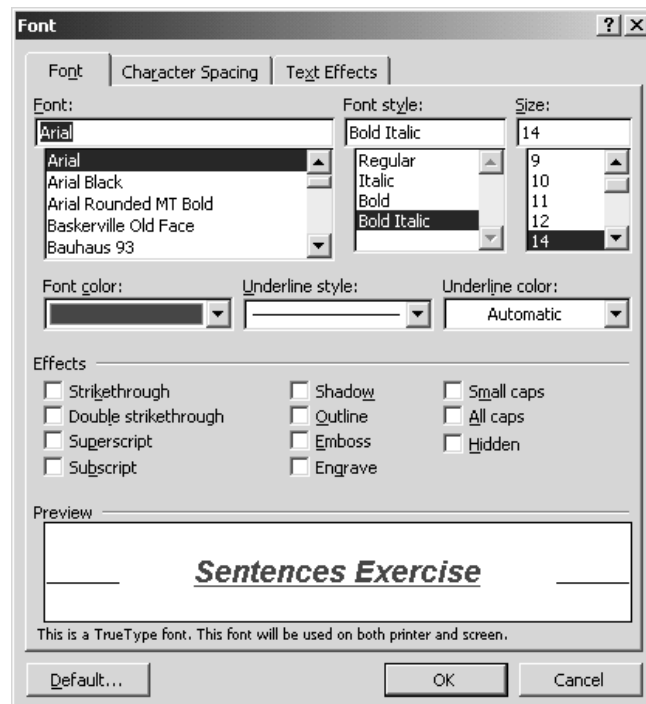 Font
? X
Font Character Spacing Text Effects
Font: Font style: Size:
Arial Bold Italic 14
Arial Regular 9
Arial Black Italic 10
Arial Rounded MT Bold Bold 11
Baskerville Old Face Bold Italic 12
Bauhaus 93 14
Font color: Underline style: Underline color:
Automatic
Effects
Strikethrough Shadow Small caps
Double strikethrough Outline All caps
Superscript Emboss Hidden
Subscript Engrave
Preview
Sentences Exercise
This is a TrueType font. This font will be used on both printer and screen.
Default... OK Cancel